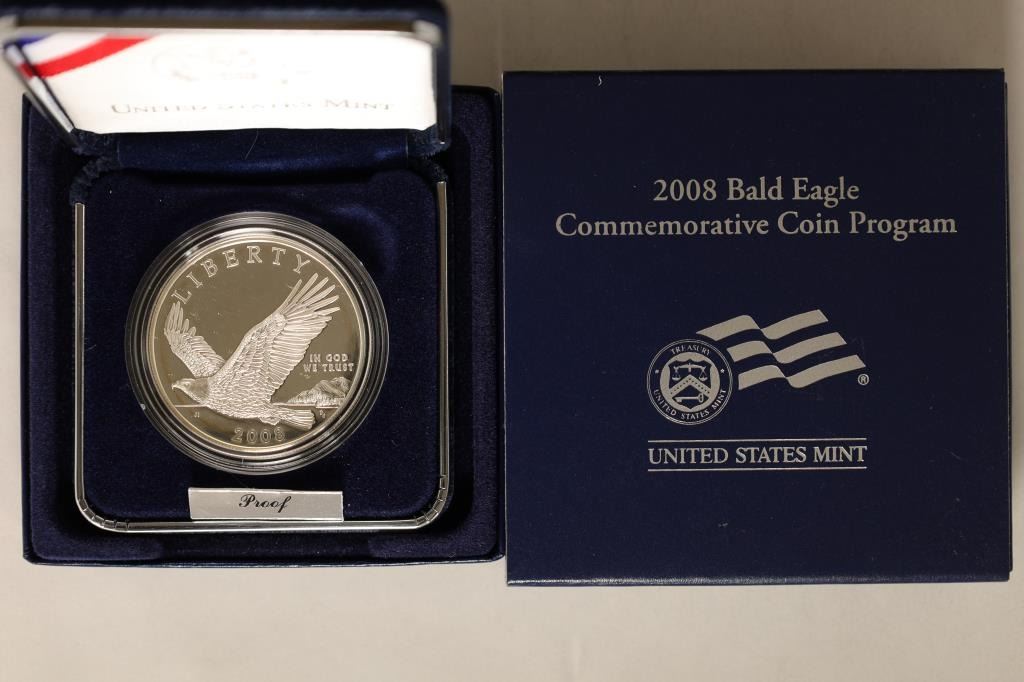 UNITED STATES MINT
LIBERTY
IN GOD
WE TRUST
2008
Proof
2008 Bald Eagle
Commemorative Coin Program
TREASURY
UNITED STATES MINT
®
UNITED STATES MINT